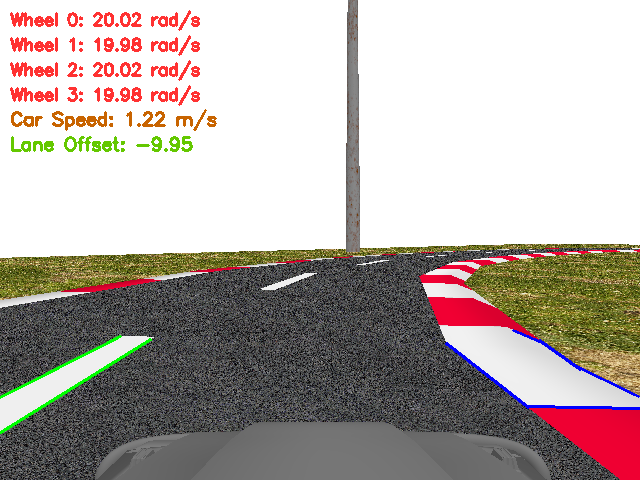 Wheel 0: 20.02 rad/s
Wheel 1: 19.98 rad/s
Wheel 2: 20.02 rad/s
Wheel 3: 19.98 rad/s
Car Speed: 1.22 m/s
Lane Offset: -9.95